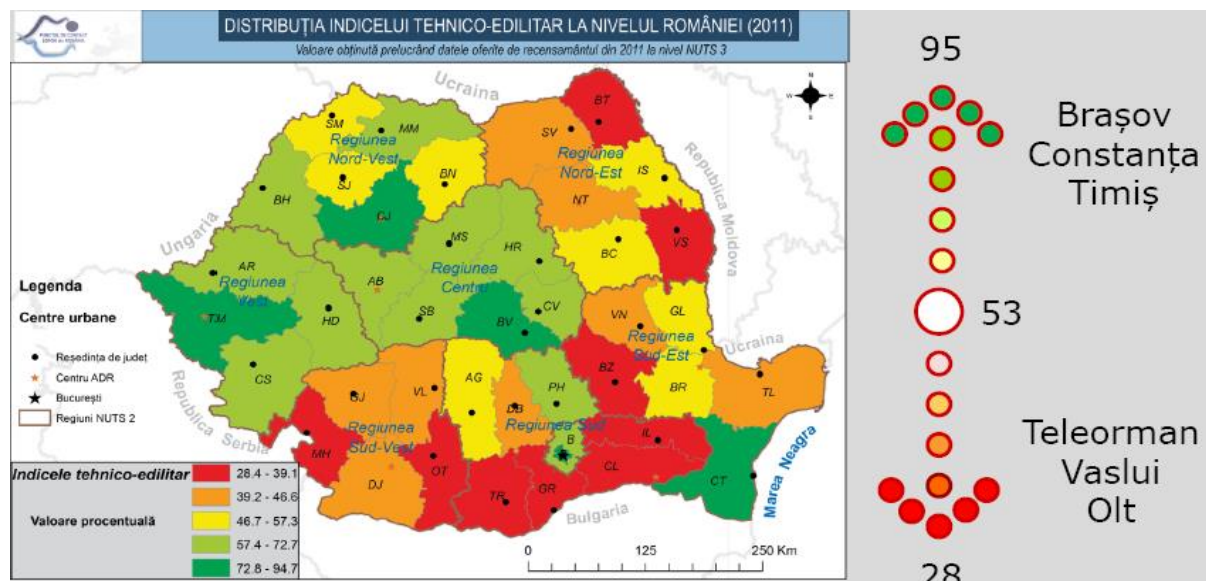 DISTRIBUȚIA INDICELUI TEHNICO-EDILITAR LA NIVELUL ROMÂNIEI (2011)
Valoare obținută prelucrând datele oferite de recensământul din 2011 la nivel NUTS 3
PUNCTUL DE CONTACT
ESPON
ROMÂNIA
Ucraina
N
W
E
S
BT
SM
MM
SV
Regiunea
Nord-Vest
Regiunea
Nord-Est
SJ
BN
IS
Republica Moldova
BH
CJ
NT
Ungaria
MS
HR
VS
BC
AR
Regiunea
Vest
AB
Regiunea
Centru
TM
HD
SB
BV
CV
VN
GL
Regiunea
Sud-Est
Ucraina
CS
GJ
VL
AG
DB
PH
BZ
BR
TL
Republica Serbia
Regiunea
Sud-Vest
Regiunea Sud
B
IL
MH
DJ
OT
TR
GR
CL
CT
Marea Neagra
Bulgaria
Legenda
Centre urbane
Reședința de județ
Centru ADR
București
Regiuni NUTS 2
Indicele tehnico-edilitar
Valoare procentuală
28.4 - 39.1
39.2 - 46.6
46.7 - 57.3
57.4 - 72.7
72.8 - 94.7
0 125 250 Km
95
Brașov
Constanța
Timiș
53
Teleorman
Vaslui
Olt
28